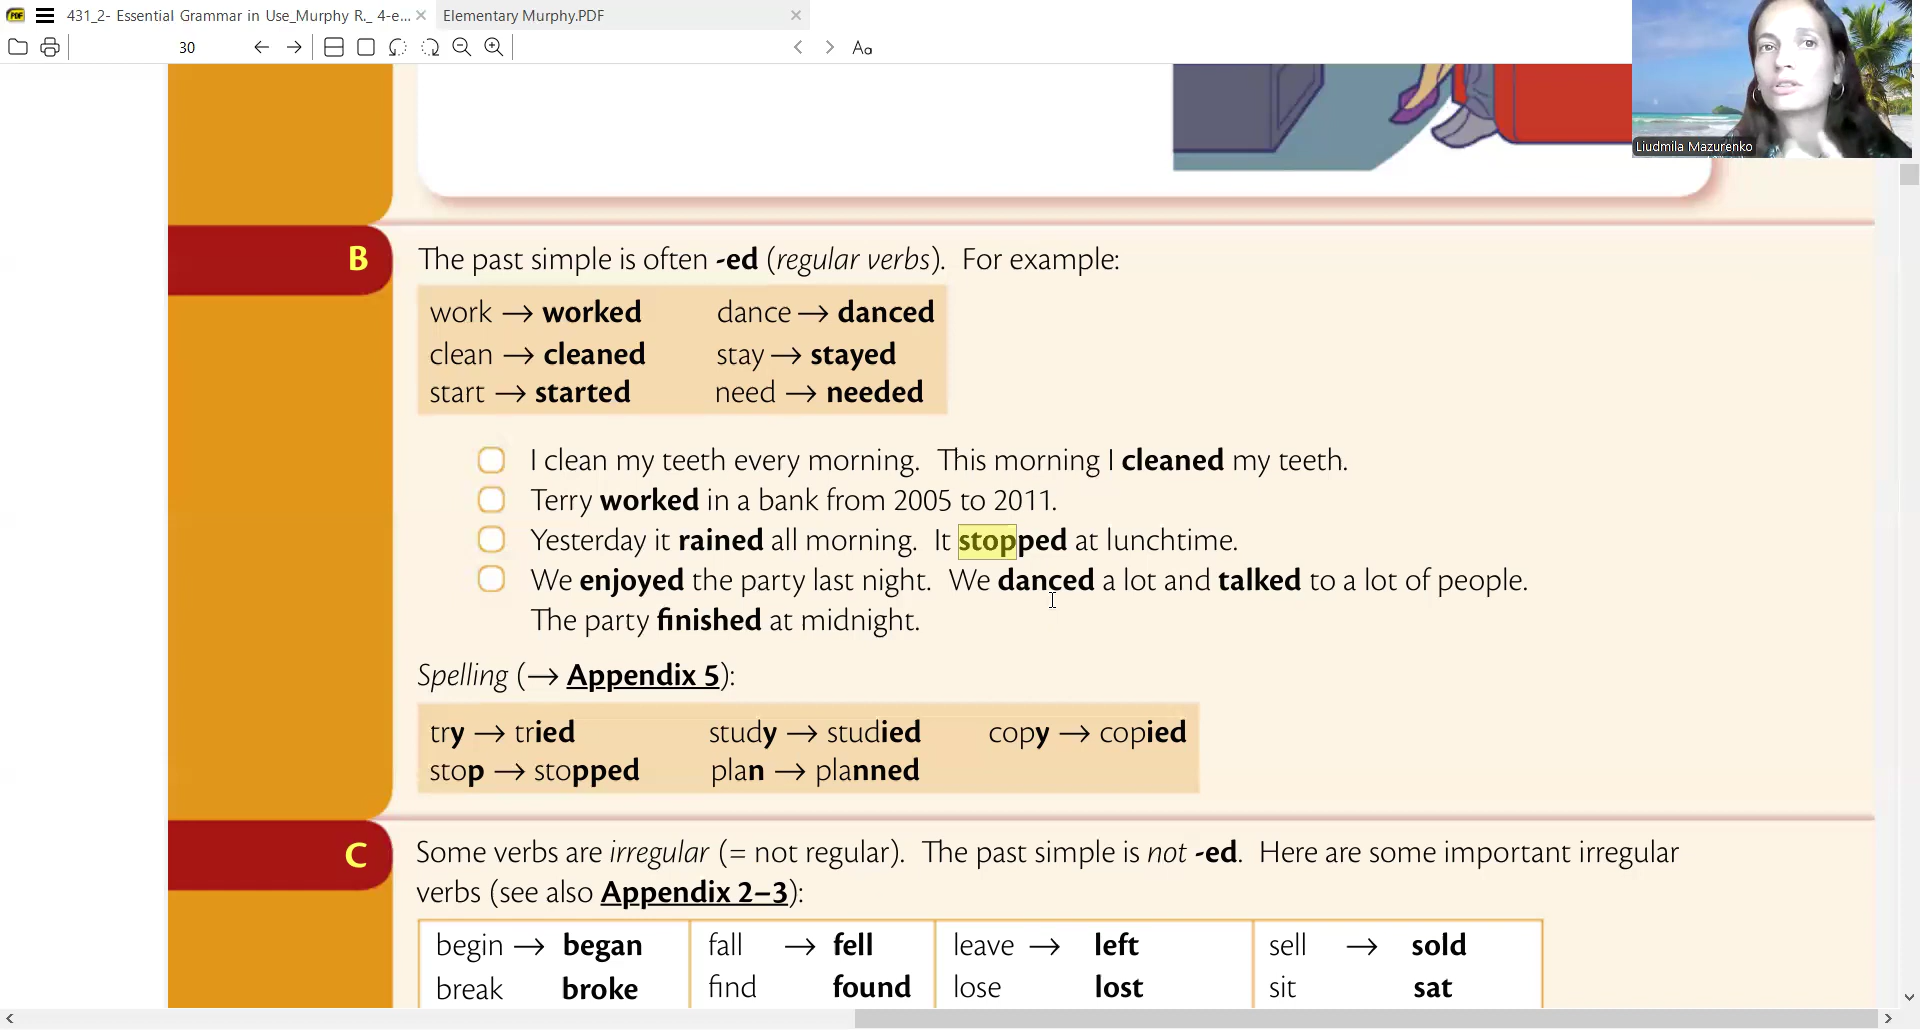 431_2- Essential Grammar in Use_Murphy R._ 4-e...
Elementary Murphy.PDF
30
Aa
Liudmila Mazurenko
B
The past simple is often -ed (regular verbs). For example:
work → worked dance → danced
clean → cleaned stay → stayed
start → started need → needed
I clean my teeth every morning. This morning I cleaned my teeth.
Terry worked in a bank from 2005 to 2011.
Yesterday it rained all morning. It stopped at lunchtime.
We enjoyed the party last night. We danced a lot and talked to a lot of people.
The party finished at midnight.
Spelling (→ Appendix 5):
try → tried study → studied copy → copied
stop → stopped plan → planned
C
Some verbs are irregular (= not regular). The past simple is not -ed. Here are some important irregular
verbs (see also Appendix 2–3):
begin → began fall → fell leave → left sell → sold
break broke find found lose lost sit sat